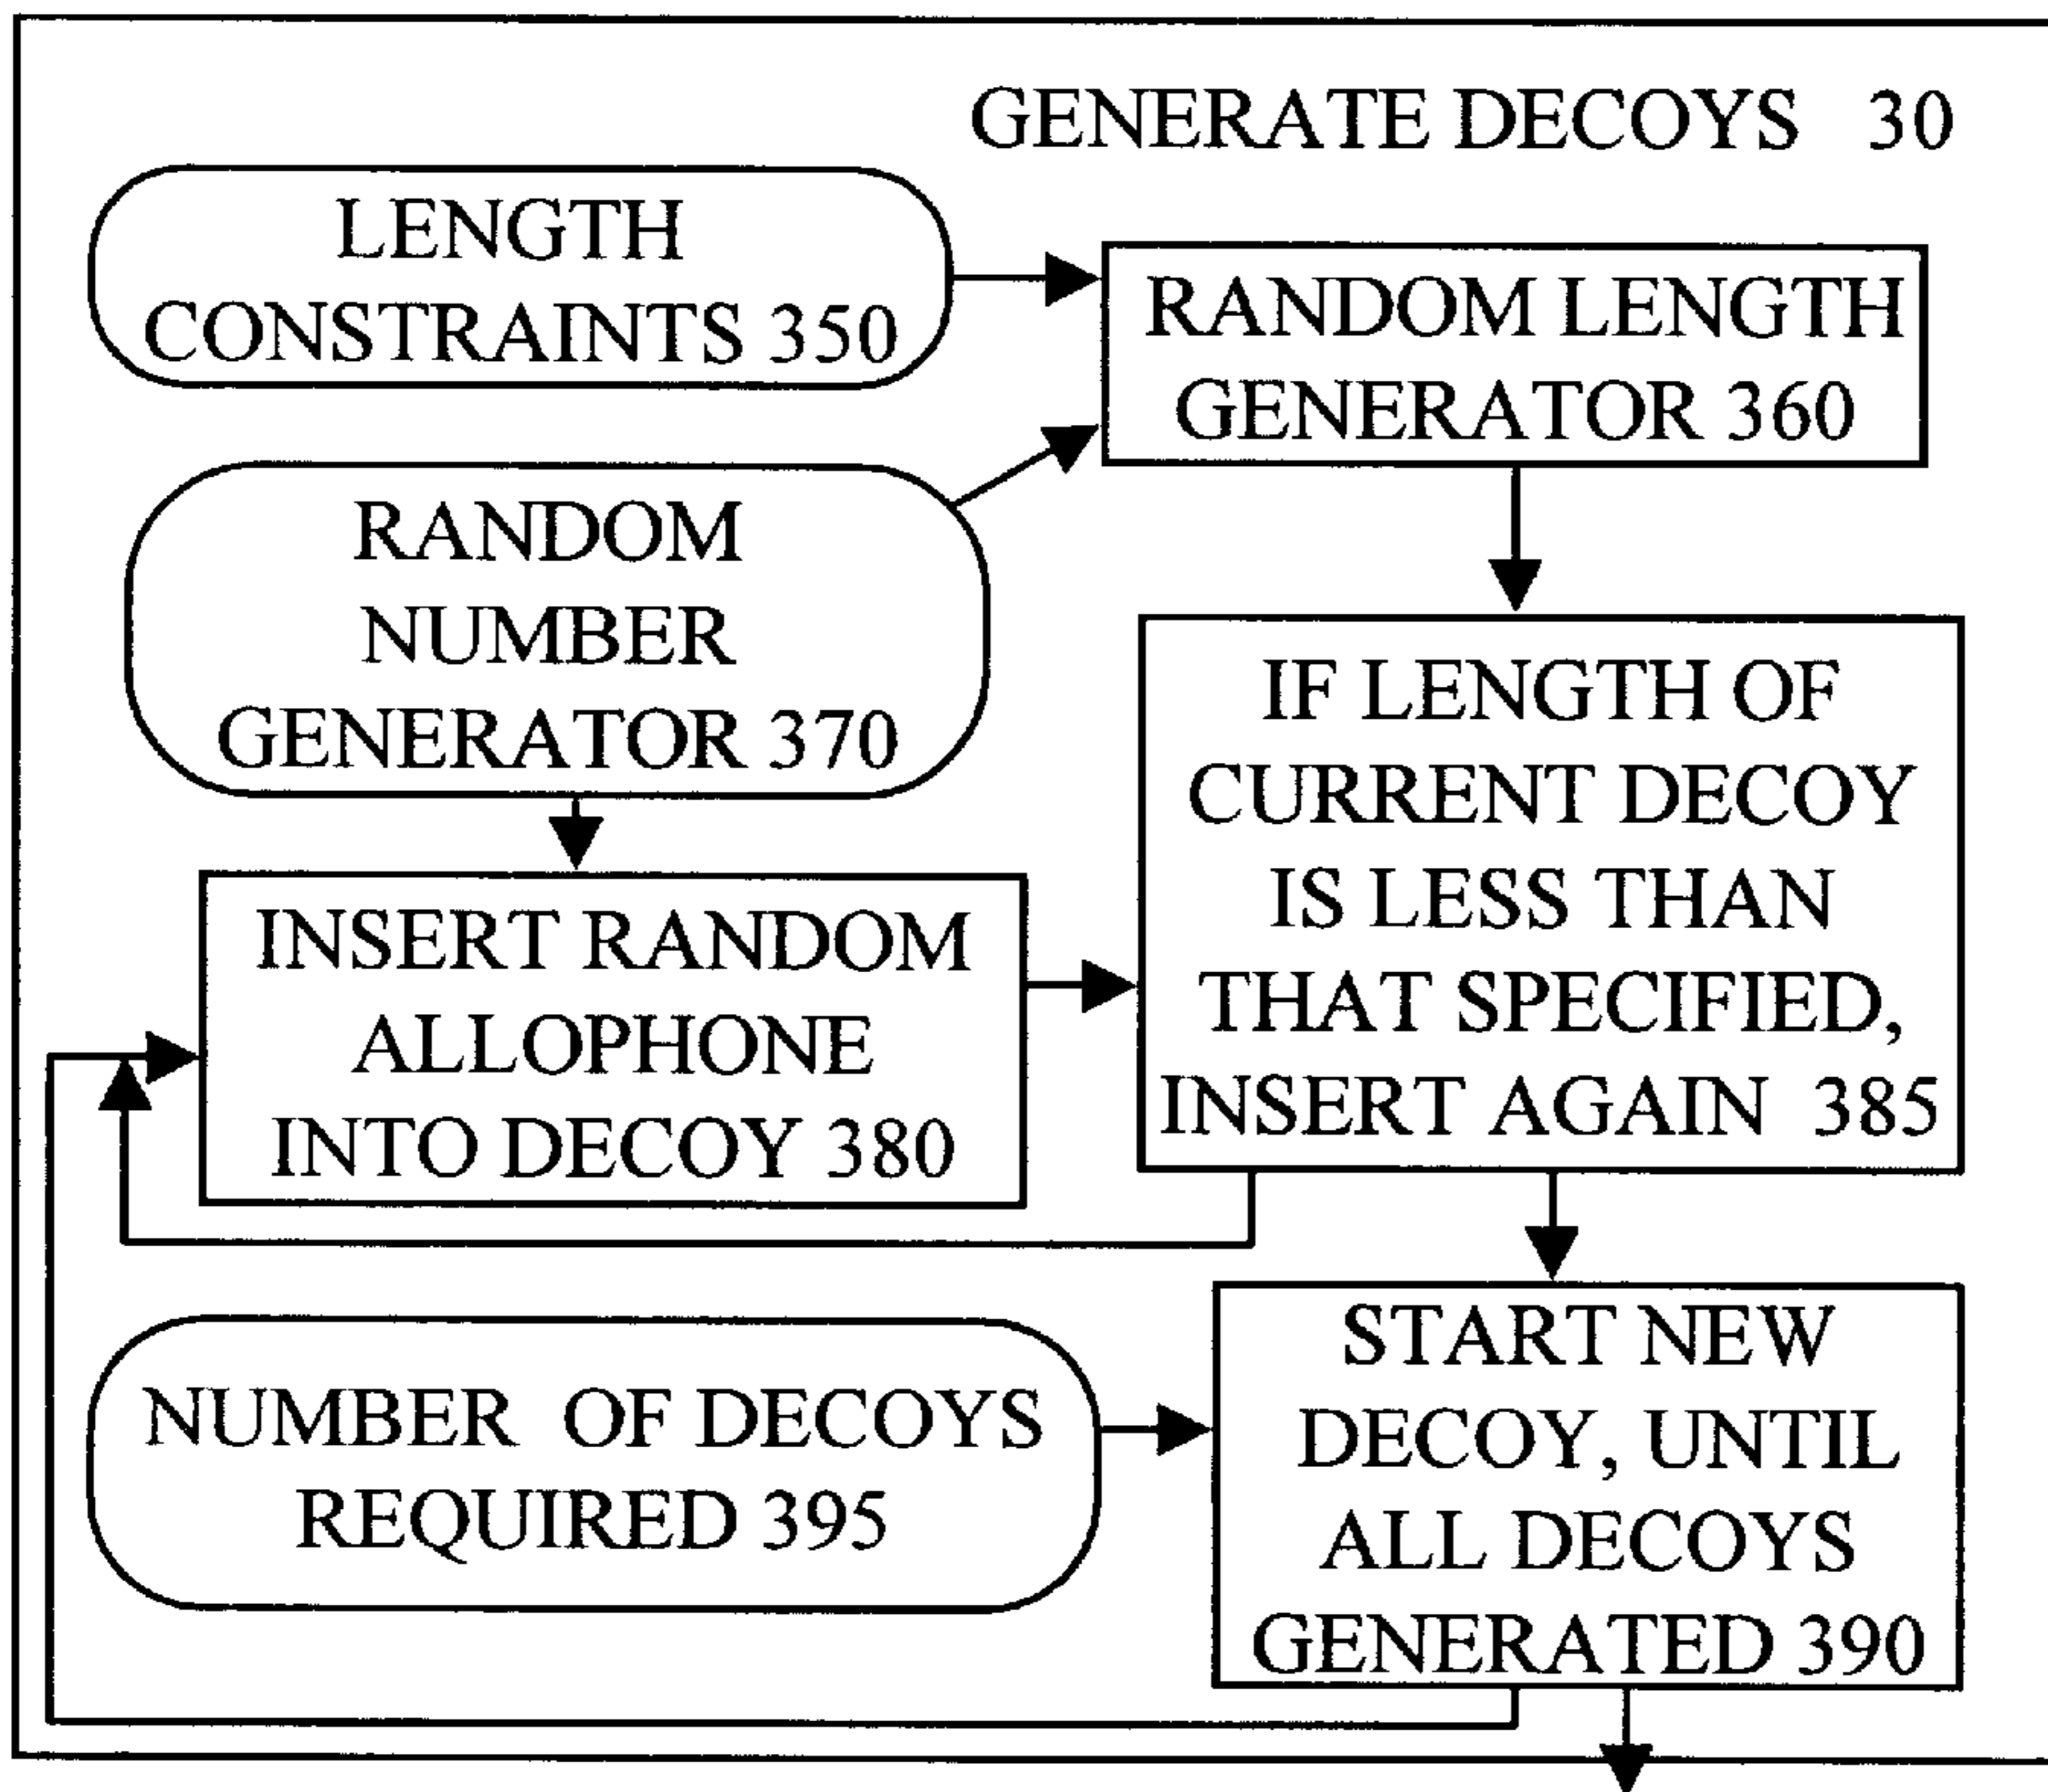 GENERATE DECOYS 30
LENGTH
CONSTRAINTS 350
RANDOM LENGTH
GENERATOR 360
RANDOM
NUMBER
GENERATOR 370
IF LENGTH OF
CURRENT DECOY
IS LESS THAN
THAT SPECIFIED,
INSERT AGAIN 385
INSERT RANDOM
ALLOPHONE
INTO DECOY 380
NUMBER OF DECOYS
REQUIRED 395
START NEW
DECOY, UNTIL
ALL DECOYS
GENERATED 390